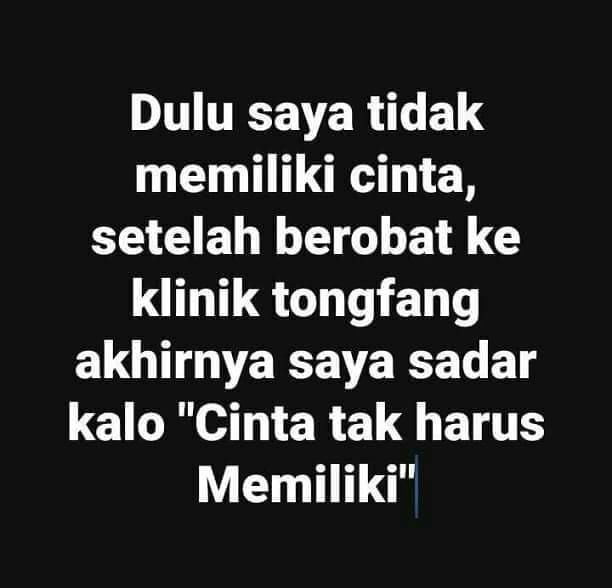 Dulu saya tidak
memiliki cinta,
setelah berobat ke
klinik tongfang
akhirnya saya sadar
kalo "Cinta tak harus
Memiliki"